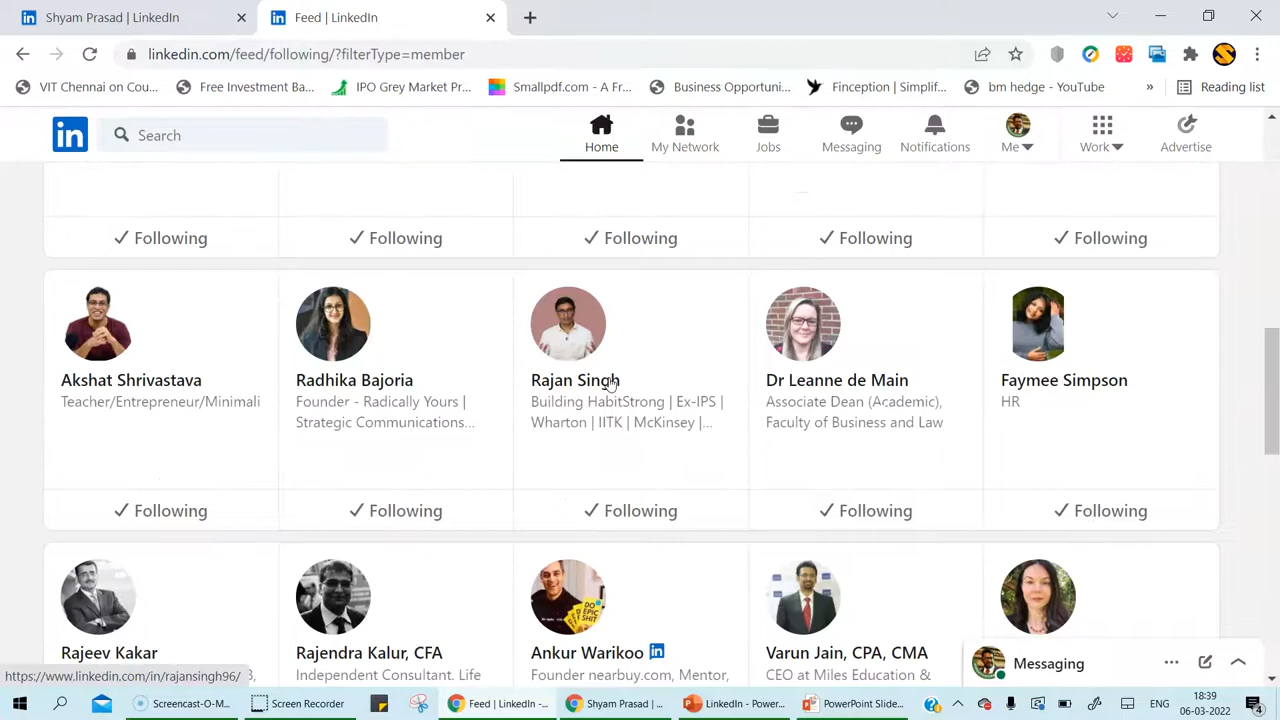 Shyam Prasad | LinkedIn
Feed | LinkedIn
linkedin.com/feed/following/?filterType=member
VIT Chennai on Cou...
Free Investment Ba...
IPO Grey Market Pr...
Smallpdf.com - A Fr...
Business Opportuni...
Finception | Simplif...
bm hedge - YouTube
»
Reading list
in
Search
Home
My Network
Jobs
Messaging
Notifications
Me
Work
Advertise
Following
Following
Following
Following
Following
Akshat Shrivastava
Teacher/Entrepreneur/Minimali
Radhika Bajoria
Founder - Radically Yours |
Strategic Communications...
Rajan Singh
Building HabitStrong | Ex-IPS |
Wharton | IITK | McKinsey |...
Dr Leanne de Main
Associate Dean (Academic),
Faculty of Business and Law
Faymee Simpson
HR
Following
Following
Following
Following
Following
DO EPIC SHIT
Rajeev Kakar
Rajendra Kalur, CFA
Independent Consultant. Life
Ankur Warikoo in
Founder nearbuy.com, Mentor,
Varun Jain, CPA, CMA
CEO at Miles Education &
Messaging
https://www.linkedin.com/in/rajansingh96/
Screencast-O-M...
Screen Recorder
Feed | LinkedIn -...
Shyam Prasad | ...
LinkedIn - Power...
PowerPoint Slide...
18:39
06-03-2022
4